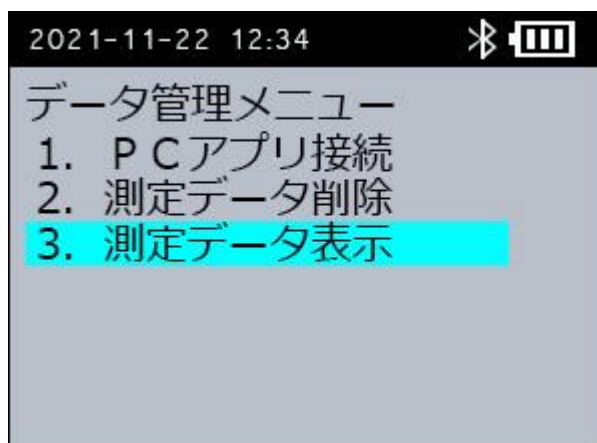 2021-11-22 12:34
データ管理メニュー
1. ＰＣアプリ接続
2. 測定データ削除
3. 測定データ表示